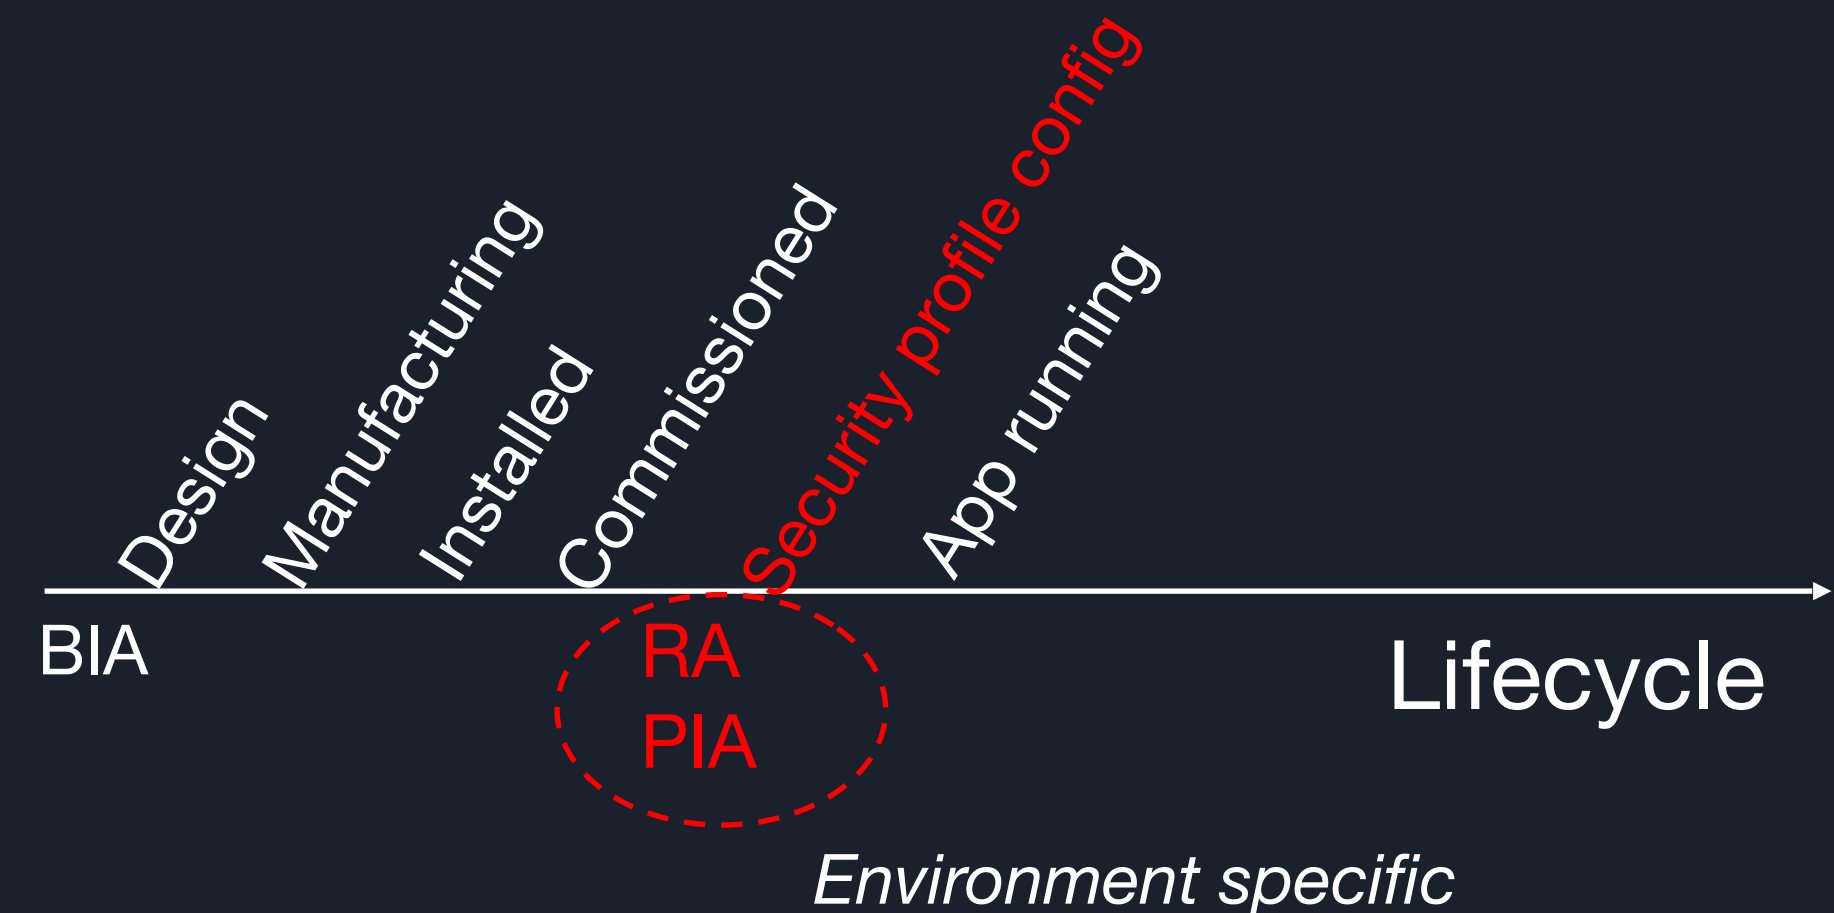 Design
Manufacturing
Installed
Commissioned
Security profile config
App running
BIA
RA
PIA
Lifecycle
Environment specific